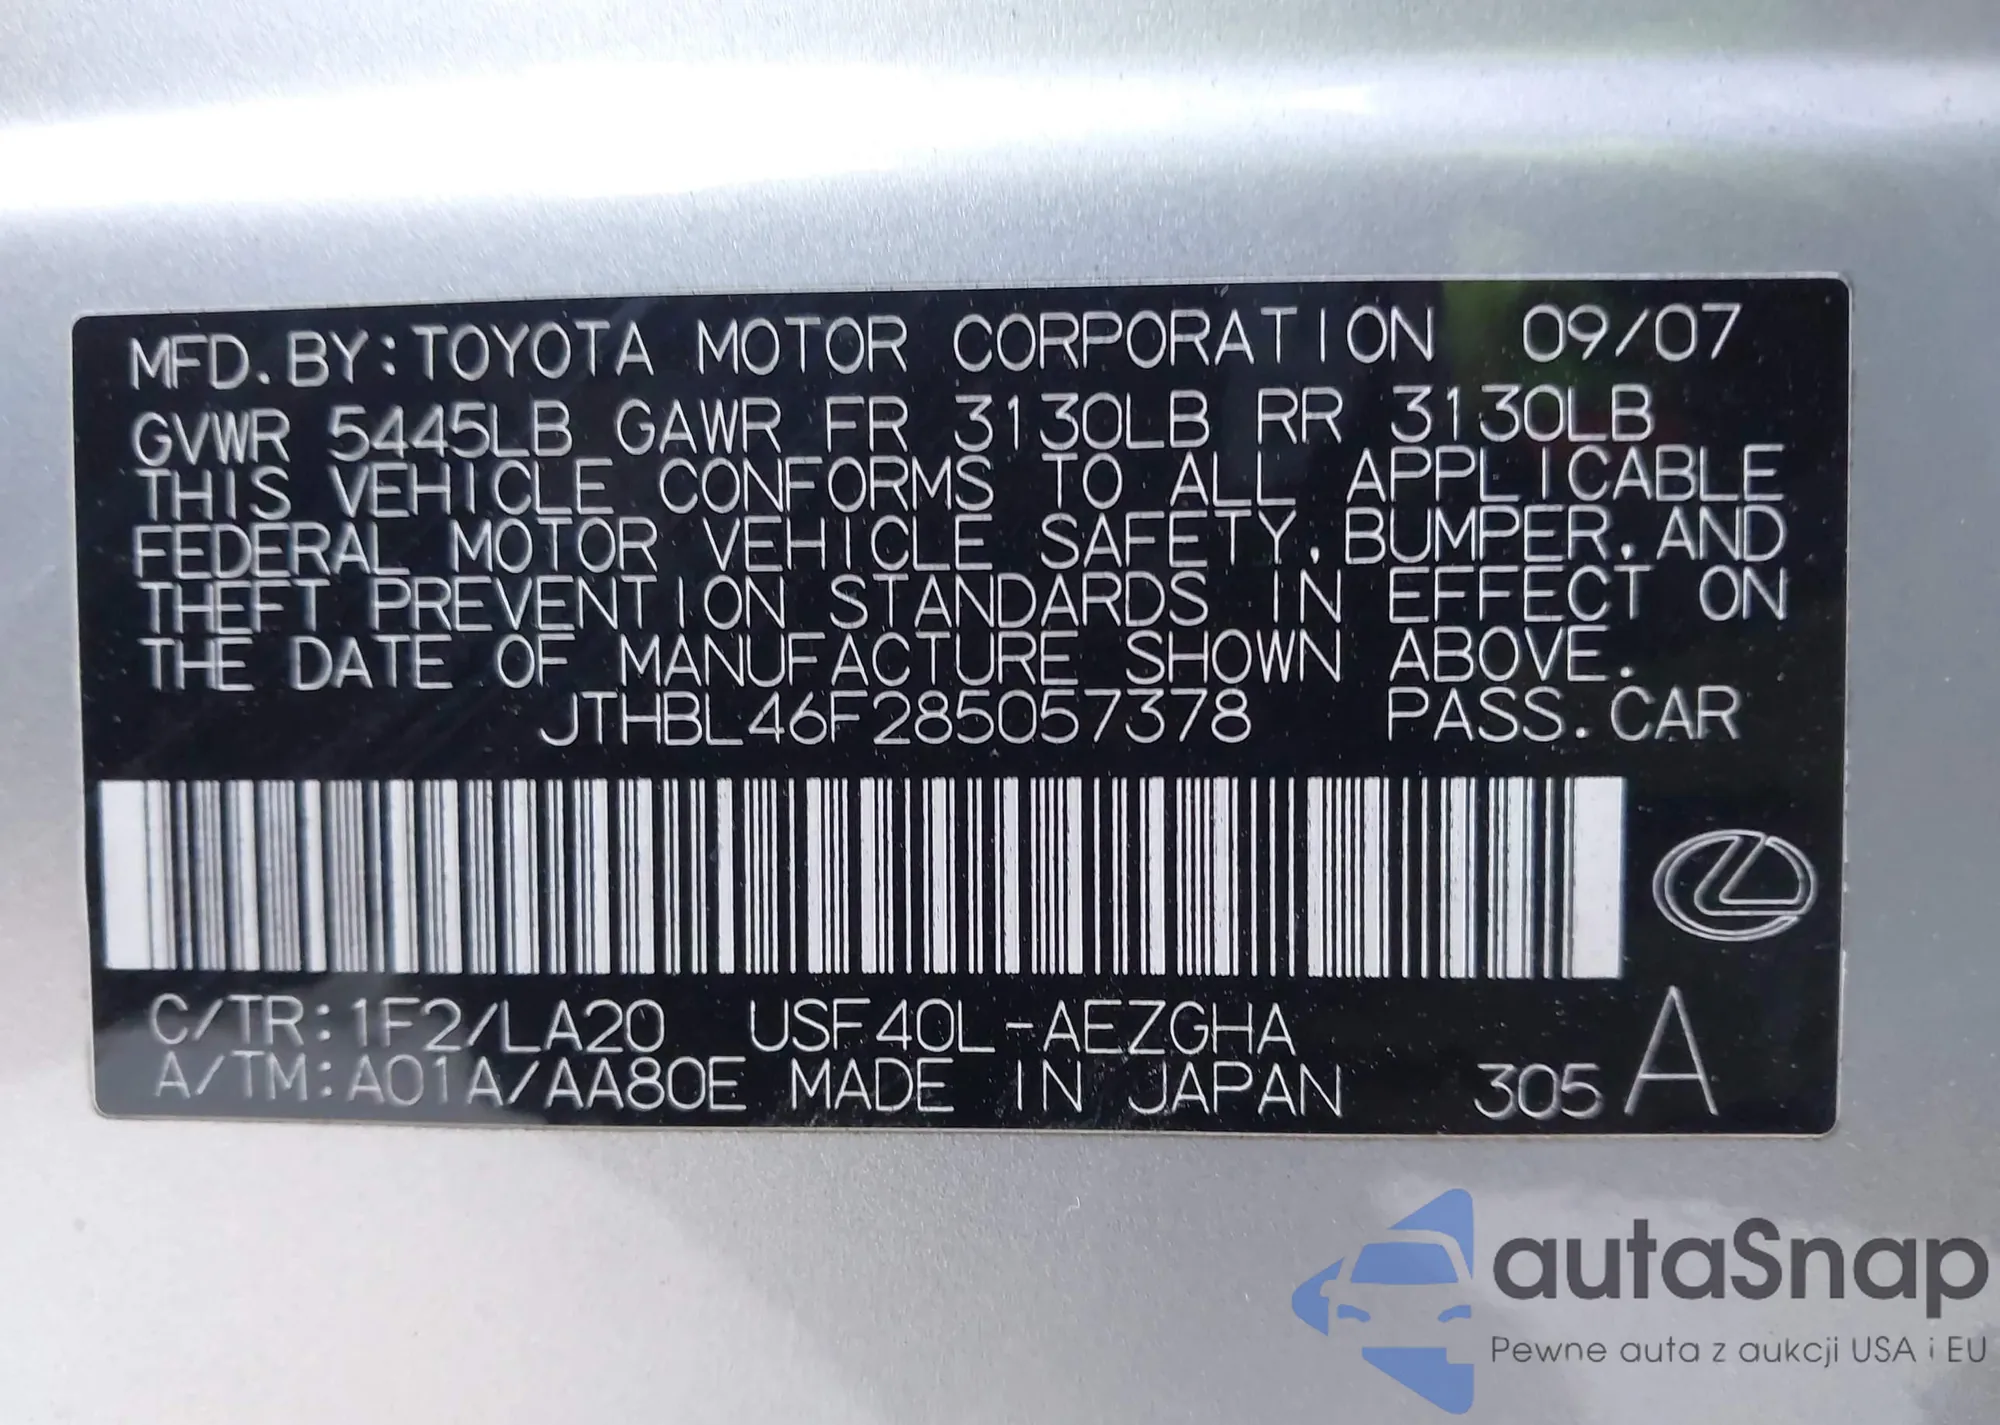 MFD. BY: TOYOTA MOTOR CORPORATION 09/07
GVWR 5445LB GAWR FR 3130LB RR 3130LB
THIS VEHICLE CONFORMS TO ALL APPLICABLE
FEDERAL MOTOR VEHICLE SAFETY, BUMPER, AND
THEFT PREVENTION STANDARDS IN EFFECT ON
THE DATE OF MANUFACTURE SHOWN ABOVE.
JTHBL46F285057378 PASS. CAR
C/TR: 1F2/LA20 USF40L-AEZGHA
A/TM: A01A/AA80E MADE IN JAPAN 305 A
autaSnap
Pewne auta z aukcji USA i EU